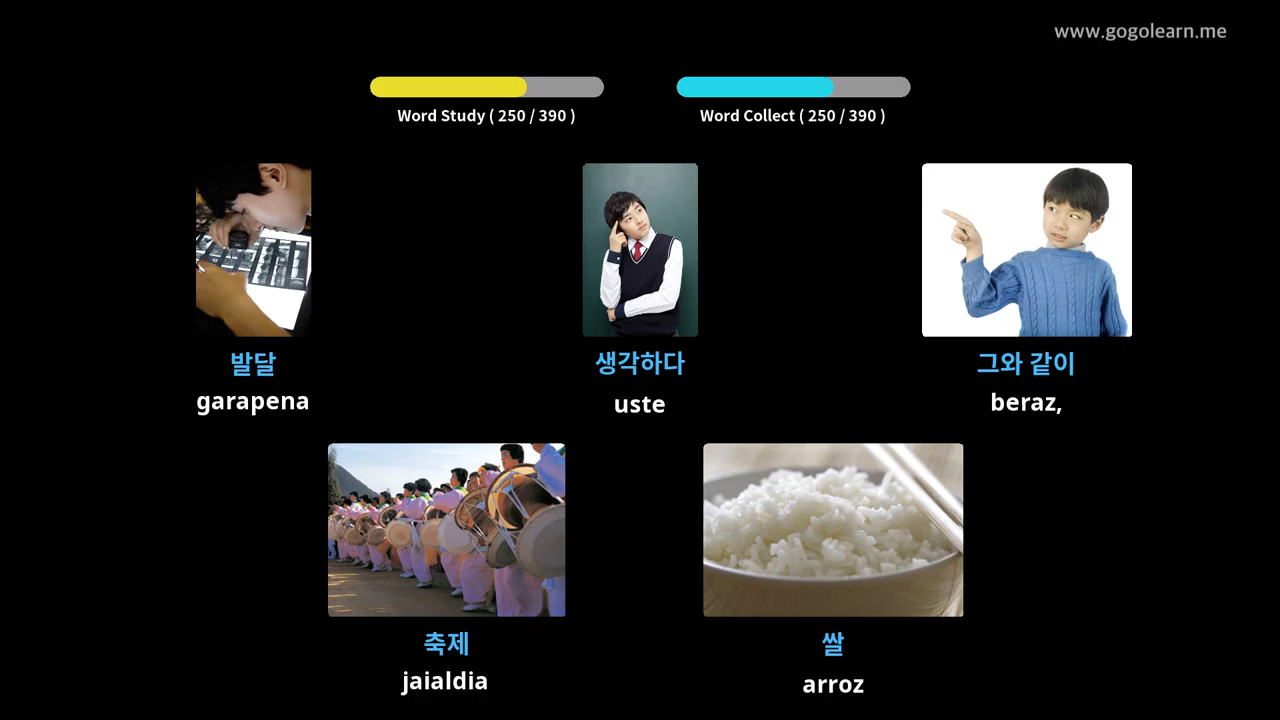 www.gogolearn.me
Word Study ( 250 / 390 )
Word Collect ( 250 / 390 )
발달
garapena
생각하다
uste
그와 같이
beraz,
축제
jaialdia
쌀
arroz